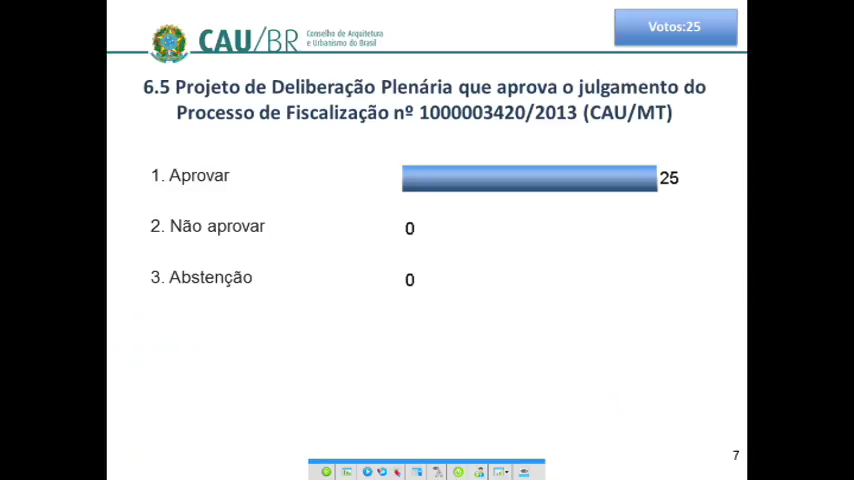 Votos:25
CAU/BR
Conselho de Arquitetura
e Urbanismo do Brasil
6.5 Projeto de Deliberação Plenária que aprova o julgamento do
Processo de Fiscalização nº 1000003420/2013 (CAU/MT)
1. Aprovar 25
2. Não aprovar 0
3. Abstenção 0
7